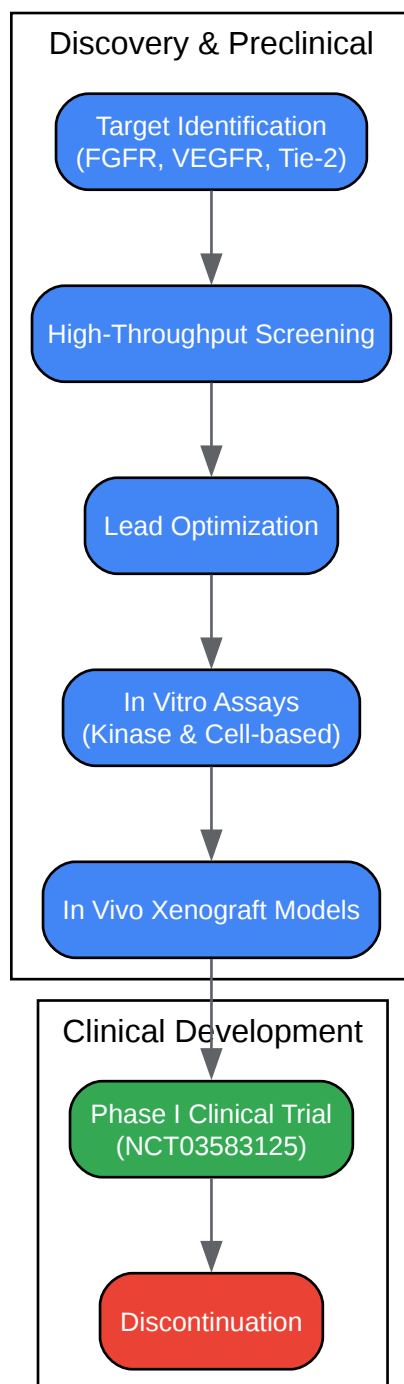 Discovery & Preclinical
Target Identification
(FGFR, VEGFR, Tie-2)
High-Throughput Screening
Lead Optimization
In Vitro Assays
(Kinase & Cell-based)
In Vivo Xenograft Models
Clinical Development
Phase I Clinical Trial
(NCT03583125)
Discontinuation